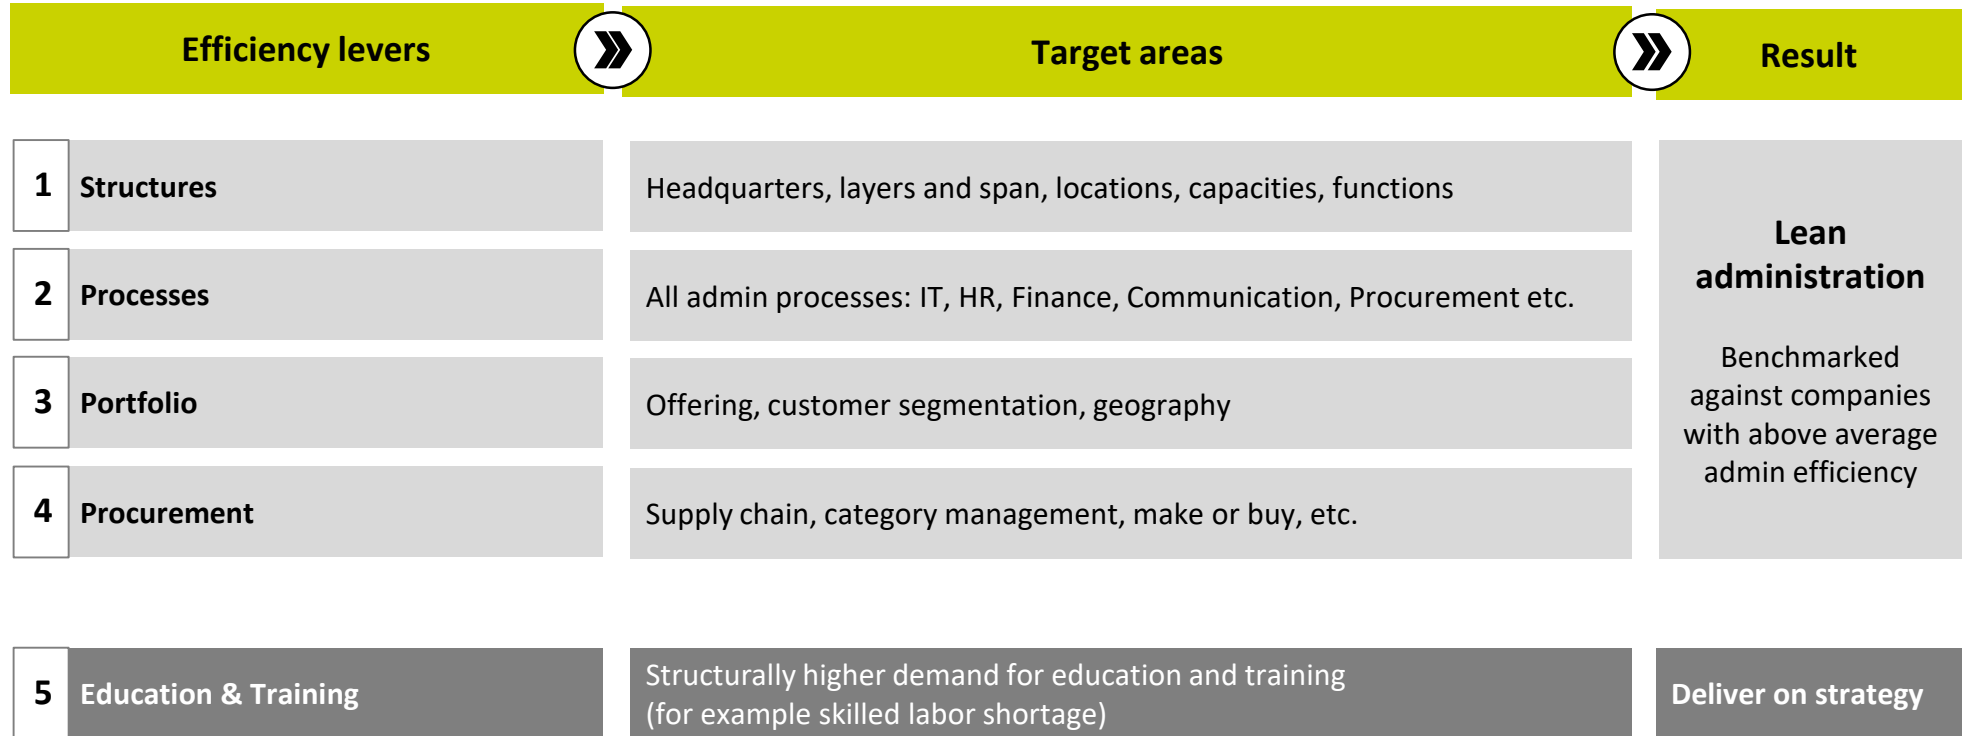 Efficiency levers
Target areas
Result
1
Structures
Headquarters, layers and span, locations, capacities, functions
2
Processes
All admin processes: IT, HR, Finance, Communication, Procurement etc.
3
Portfolio
Offering, customer segmentation, geography
4
Procurement
Supply chain, category management, make or buy, etc.
Lean
administration
Benchmarked
against companies
with above average
admin efficiency
5
Education & Training
Structurally higher demand for education and training
(for example skilled labor shortage)
Deliver on strategy